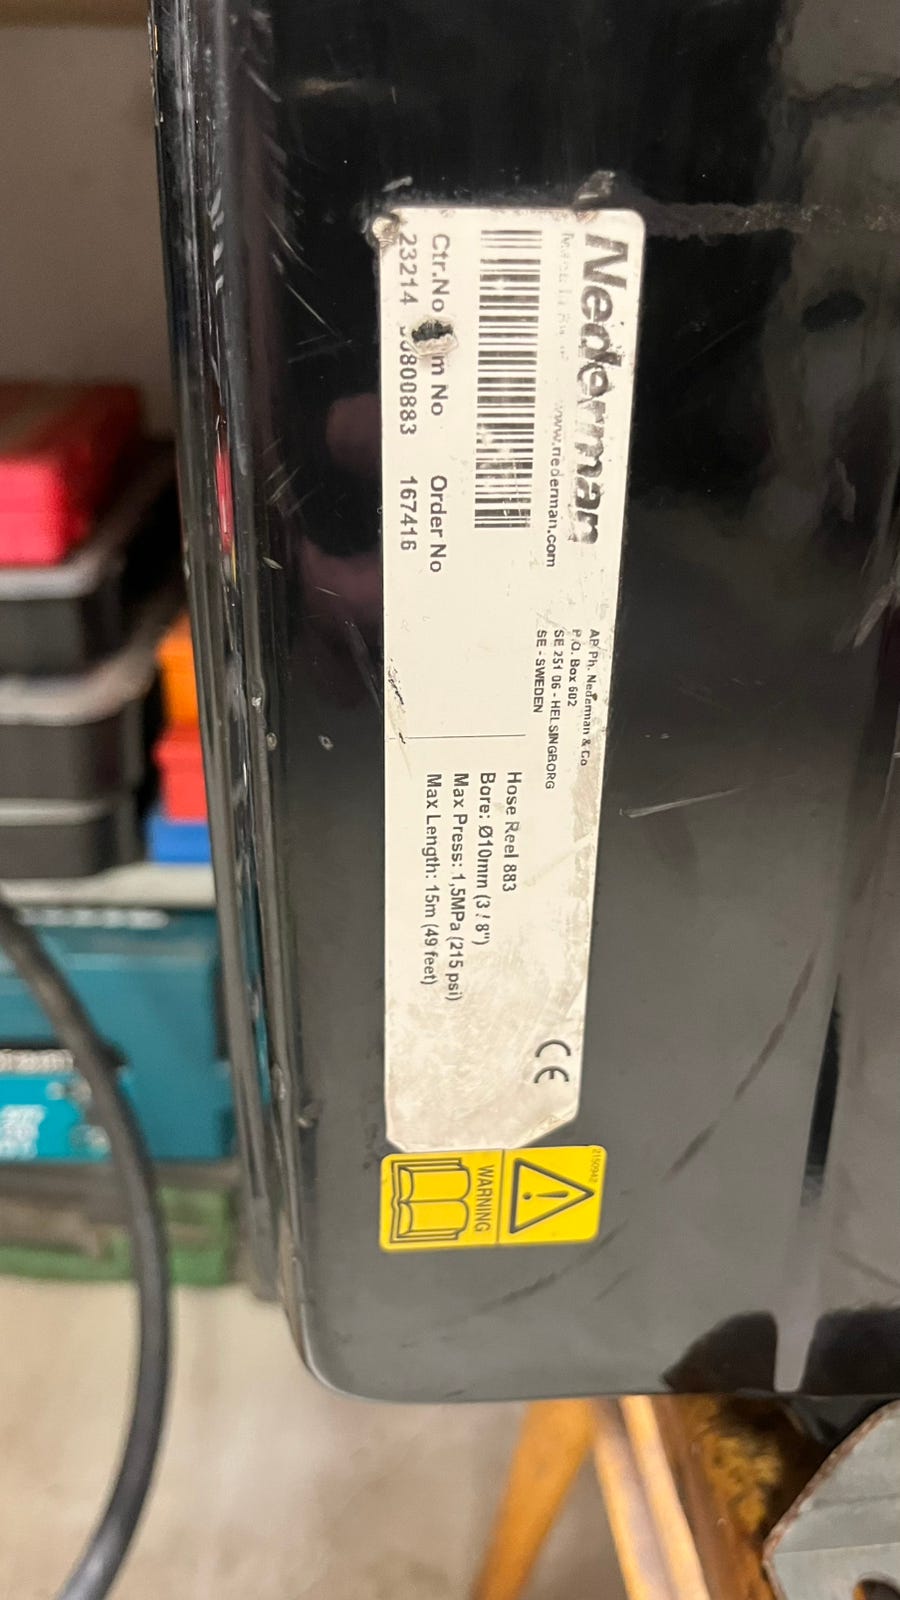 Nederman
www.nederman.com
AB Ph. Nederman & Co
P.O. Box 602
SE 251 06 - HELSINGBORG
SE - SWEDEN
Ctr.No No Order No
23214 167416
Hose Reel 883
Bore: Ø10mm (3/8")
Max Press: 1,5MPa (215 psi)
Max Length: 15m (49 feet)
CE
2150942
WARNING